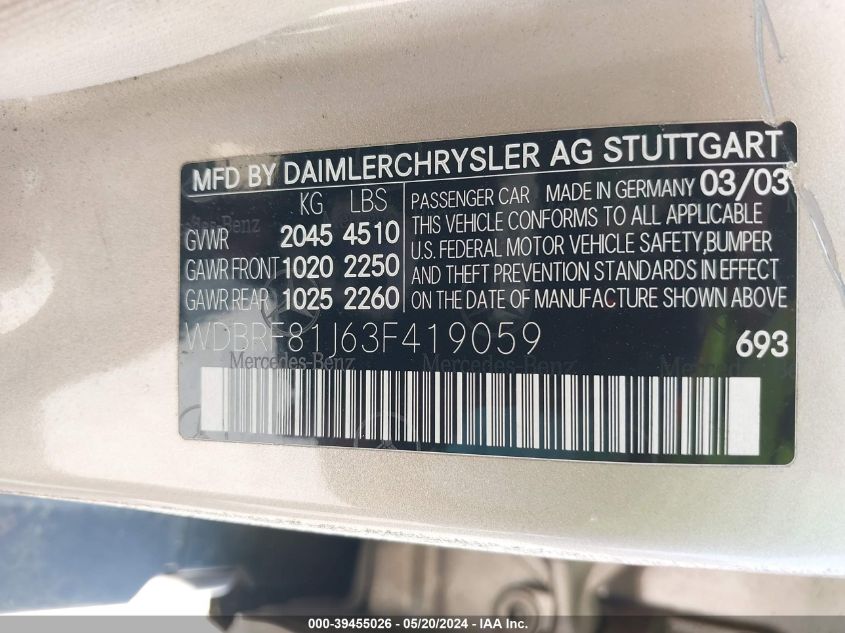 MFD BY DAIMLERCHRYSLER AG STUTTGART
KG LBS
GVWR 2045 4510
GAWR FRONT 1020 2250
GAWR REAR 1025 2260
PASSENGER CAR MADE IN GERMANY 03/03
THIS VEHICLE CONFORMS TO ALL APPLICABLE
U.S. FEDERAL MOTOR VEHICLE SAFETY,BUMPER
AND THEFT PREVENTION STANDARDS IN EFFECT
ON THE DATE OF MANUFACTURE SHOWN ABOVE
WDBRF81J63F419059
693
Mercedes-Benz
000-39455026 - 05/20/2024 - IAA Inc.